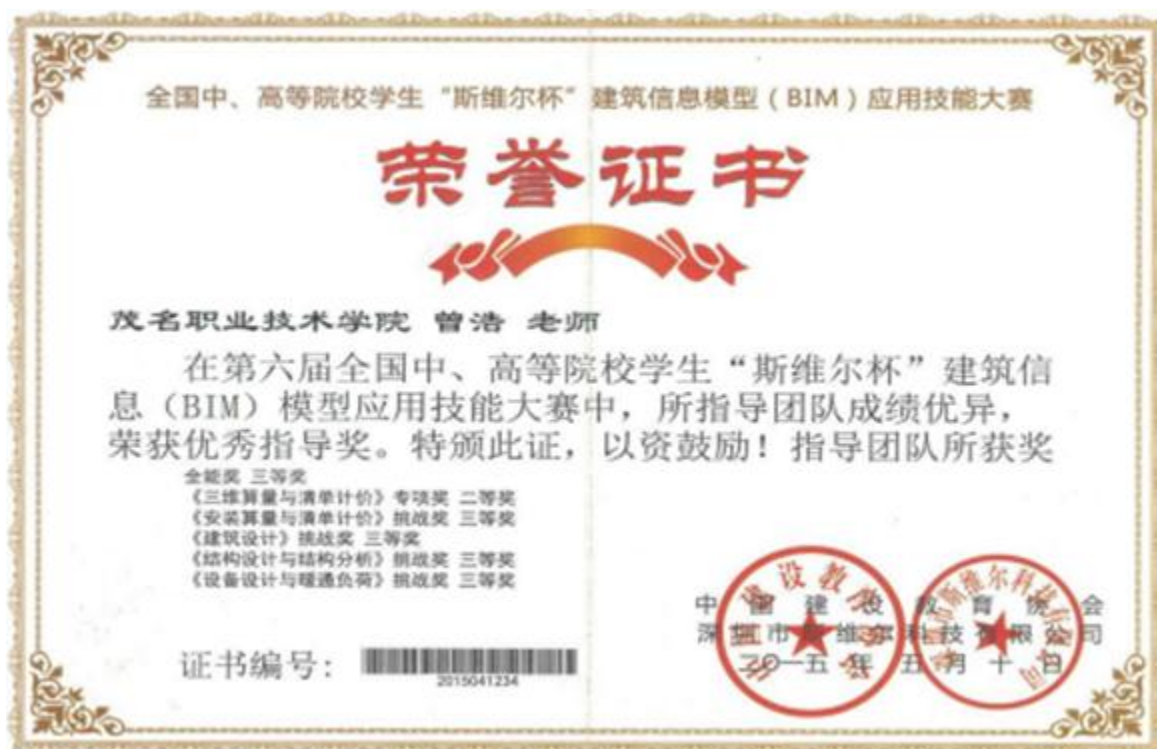 全国中、高等院校学生“斯维尔杯”建筑信息模型（BIM）应用技能大赛
荣誉证书
茂名职业技术学院 曾浩 老师
在第六届全国中、高等院校学生“斯维尔杯”建筑信
息（BIM）模型应用技能大赛中，所指导团队成绩优异，
荣获优秀指导奖。特颁此证，以资鼓励！指导团队所获奖
全能奖 三等奖
《三维算量与清单计价》专项奖 二等奖
《安装算量与清单计价》挑战奖 三等奖
《建筑设计》挑战奖 三等奖
《结构设计与结构分析》挑战奖 三等奖
《设备设计与暖通负荷》挑战奖 三等奖
中国建设教育协会
深圳市斯维尔科技有限公司
二〇一五年五月十日
证书编号：
2015041234